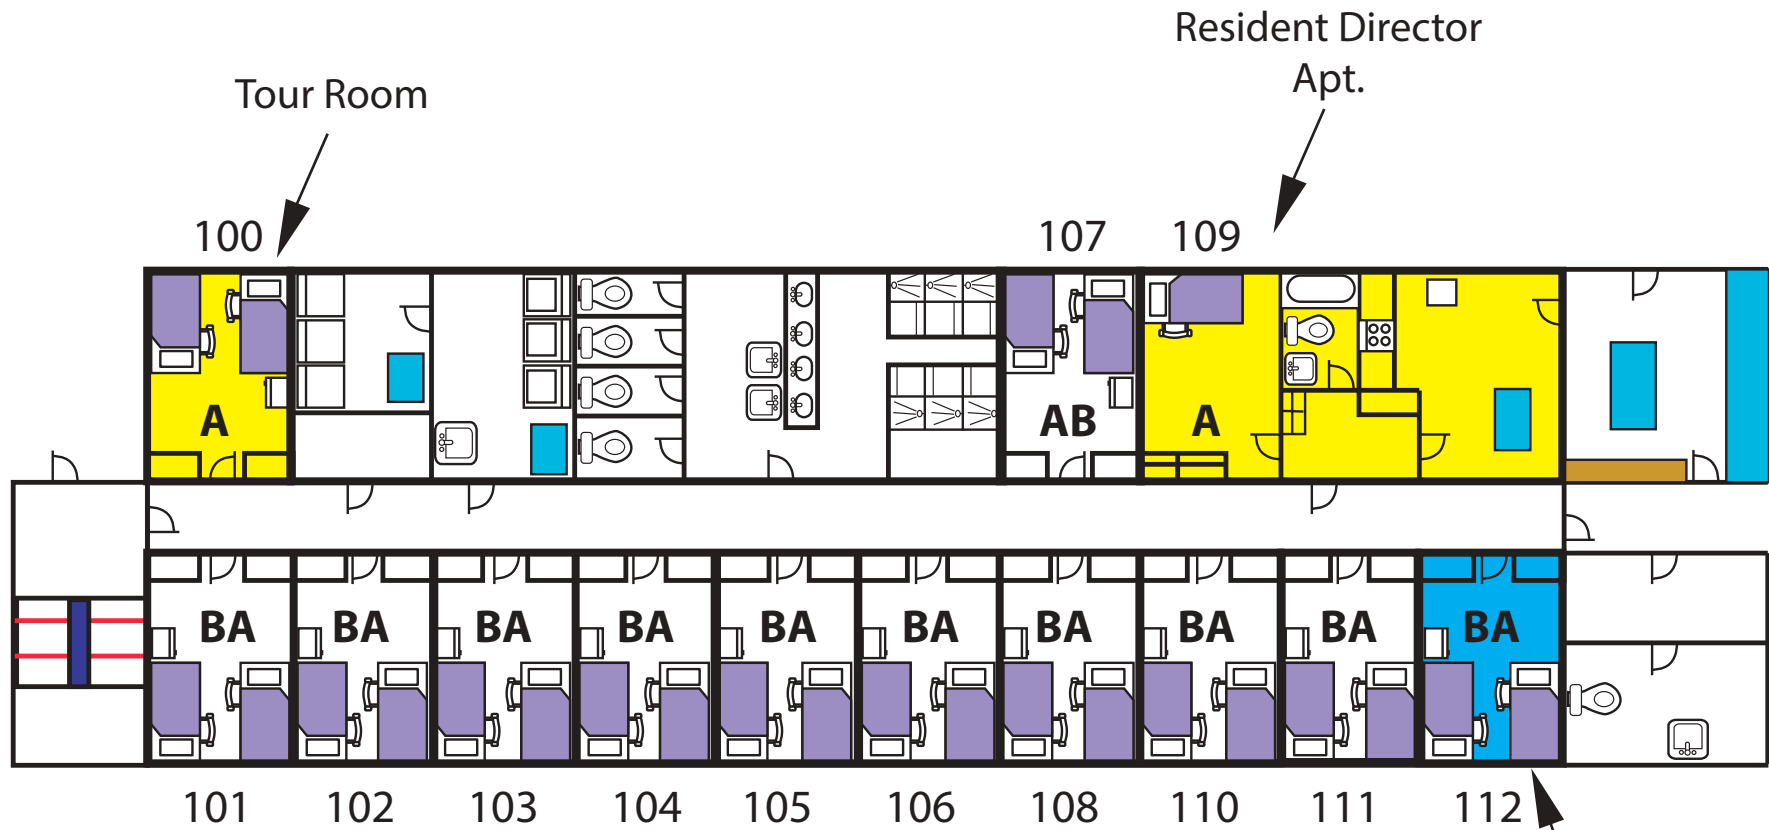 Resident Director
Apt.
Tour Room
100
107
109
A
AB
A
BA
BA
BA
BA
BA
BA
BA
BA
BA
BA
101
102
103
104
105
106
108
110
111
112